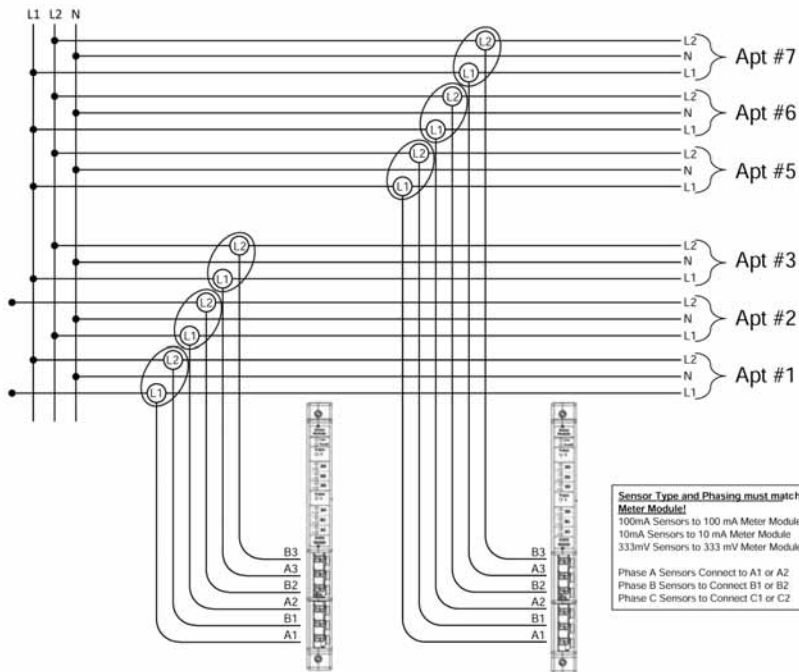 L1 L2 N
L2
N
L1
Apt #7
L2
N
L1
Apt #6
L2
N
L1
Apt #5
L2
N
L1
Apt #3
L2
N
L1
Apt #2
L2
N
L1
Apt #1
L2
L1
L2
L1
L2
L1
L2
L1
L2
L1
L2
L1
B3
A3
B2
A2
B1
A1
B3
A3
B2
A2
B1
A1
Sensor Type and Phasing must match
Meter Module!
100mA Sensors to 100 mA Meter Module
10mA Sensors to 10 mA Meter Module
333mV Sensors to 333 mV Meter Module
Phase A Sensors Connect to A1 or A2
Phase B Sensors to Connect B1 or B2
Phase C Sensors to Connect C1 or C2